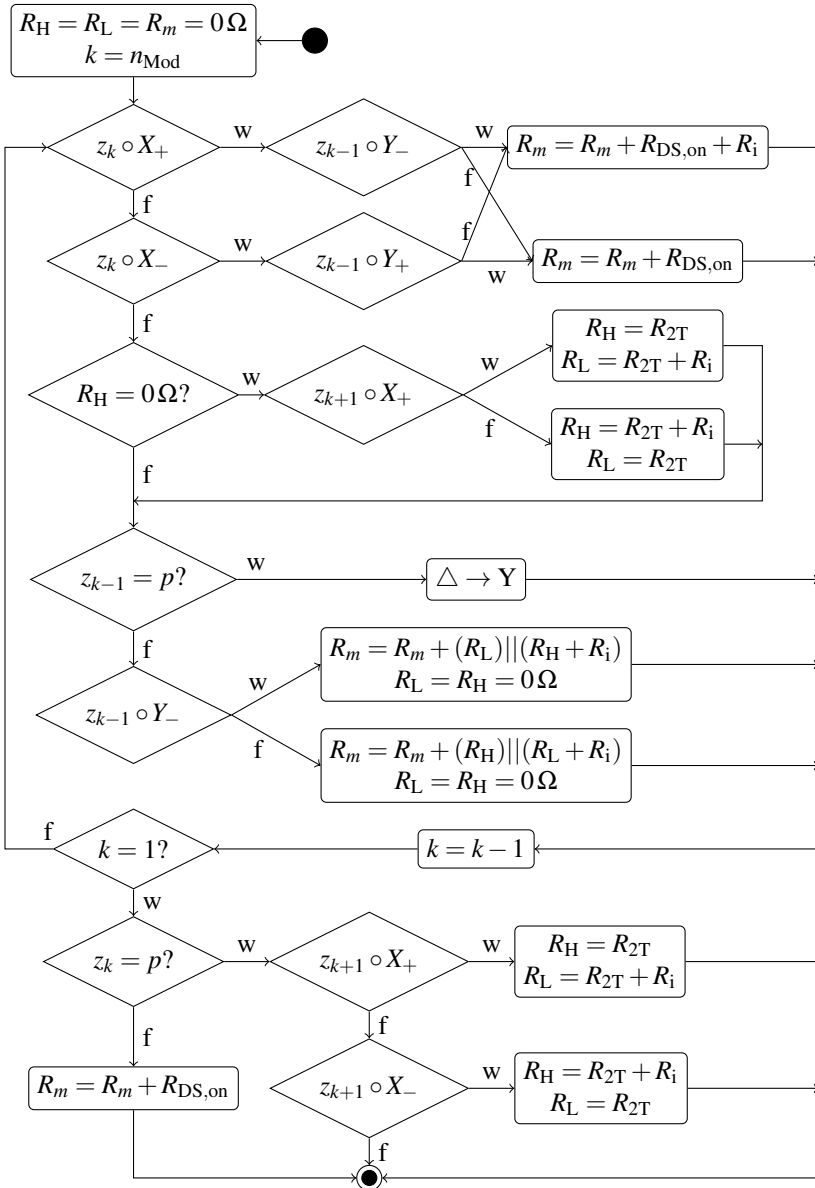 R_H = R_L = R_m = 0 Ω
k = n_Mod
z_k ∘ X_+
w
z_{k−1} ∘ Y_−
w
R_m = R_m + R_DS,on + R_i
f
f
f
z_k ∘ X_−
w
z_{k−1} ∘ Y_+
w
R_m = R_m + R_DS,on
f
R_H = 0 Ω?
w
z_{k+1} ∘ X_+
w
R_H = R_2T
R_L = R_2T + R_i
f
R_H = R_2T + R_i
R_L = R_2T
f
z_{k−1} = p?
w
△ → Y
f
z_{k−1} ∘ Y_−
w
R_m = R_m + (R_L)||(R_H + R_i)
R_L = R_H = 0 Ω
f
R_m = R_m + (R_H)||(R_L + R_i)
R_L = R_H = 0 Ω
f
k = 1?
k = k − 1
w
z_k = p?
w
z_{k+1} ∘ X_+
w
R_H = R_2T
R_L = R_2T + R_i
f
f
R_m = R_m + R_DS,on
z_{k+1} ∘ X_−
w
R_H = R_2T + R_i
R_L = R_2T
f